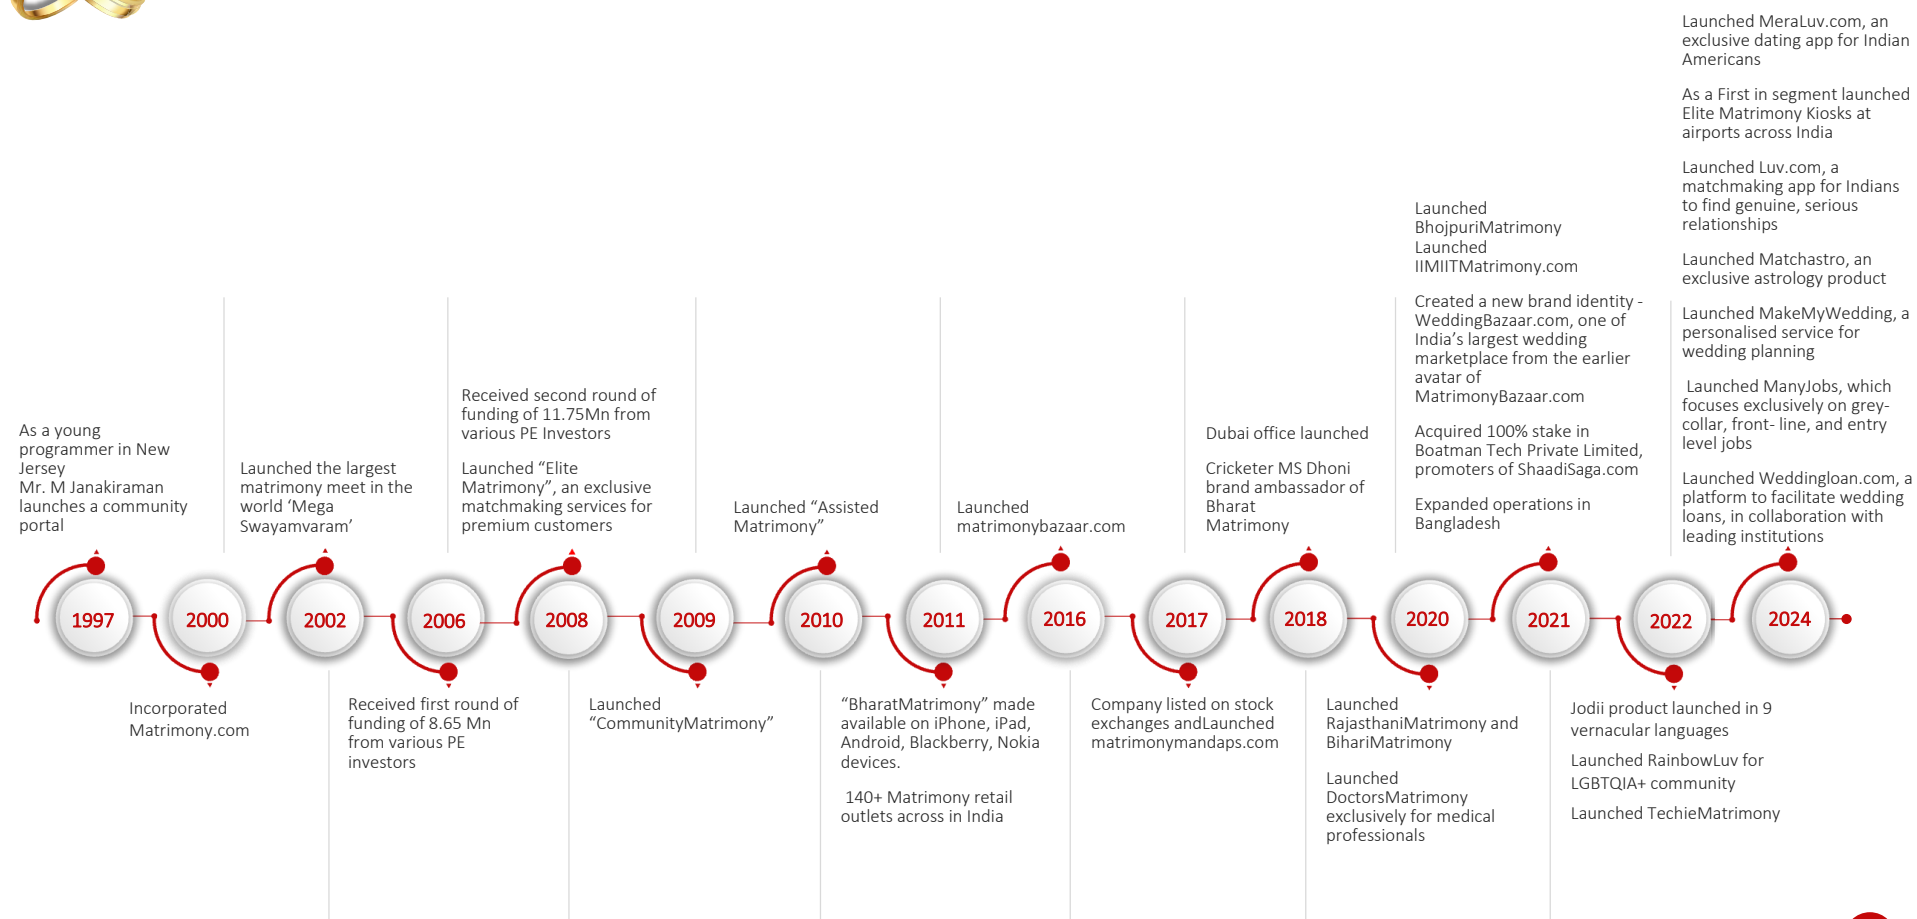 As a young
programmer in New
Jersey
Mr. M Janakiraman
launches a community
portal
1997
2000
Incorporated
Matrimony.com
Launched the largest
matrimony meet in the
world ‘Mega
Swayamvaram’
2002
2006
Received first round of
funding of 8.65 Mn
from various PE
investors
Received second round of
funding of 11.75Mn from
various PE Investors
Launched “Elite
Matrimony”, an exclusive
matchmaking services for
premium customers
2008
2009
Launched
“CommunityMatrimony”
Launched “Assisted
Matrimony”
2010
2011
“BharatMatrimony” made
available on iPhone, iPad,
Android, Blackberry, Nokia
devices.
140+ Matrimony retail
outlets across in India
Launched
matrimonybazaar.com
2016
2017
Company listed on stock
exchanges andLaunched
matrimonymandaps.com
Dubai office launched
Cricketer MS Dhoni
brand ambassador of
Bharat
Matrimony
2018
2020
Launched
RajasthaniMatrimony and
BihariMatrimony
Launched
DoctorsMatrimony
exclusively for medical
professionals
Launched
BhojpuriMatrimony
Launched
IIMIITMatrimony.com
Created a new brand identity -
WeddingBazaar.com, one of
India’s largest wedding
marketplace from the earlier
avatar of
MatrimonyBazaar.com
Acquired 100% stake in
Boatman Tech Private Limited,
promoters of ShaadiSaga.com
Expanded operations in
Bangladesh
2021
2022
Jodii product launched in 9
vernacular languages
Launched RainbowLuv for
LGBTQIA+ community
Launched TechieMatrimony
Launched MeraLuv.com, an
exclusive dating app for Indian
Americans
As a First in segment launched
Elite Matrimony Kiosks at
airports across India
Launched Luv.com, a
matchmaking app for Indians
to find genuine, serious
relationships
Launched Matchastro, an
exclusive astrology product
Launched MakeMyWedding, a
personalised service for
wedding planning
Launched ManyJobs, which
focuses exclusively on grey-
collar, front- line, and entry
level jobs
Launched Weddingloan.com, a
platform to facilitate wedding
loans, in collaboration with
leading institutions
2024